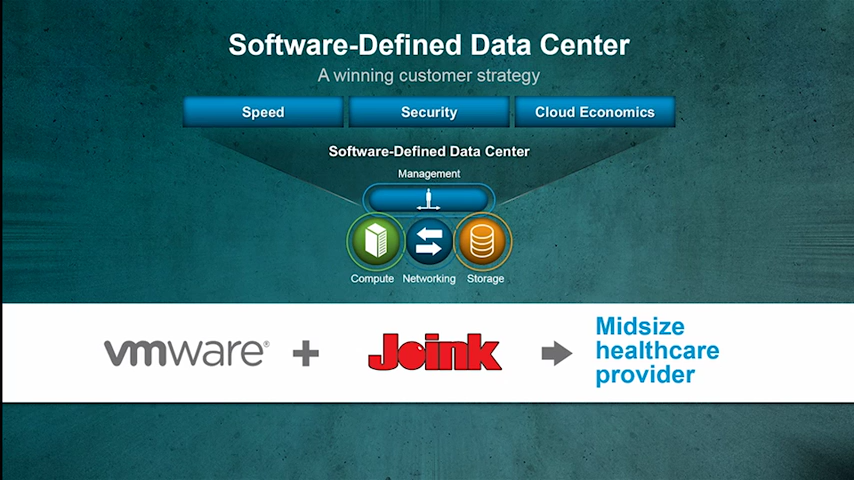 Software-Defined Data Center
A winning customer strategy
Speed Security Cloud Economics
Software-Defined Data Center
Management
Compute Networking Storage
vmware® + Joink
Midsize
healthcare
provider